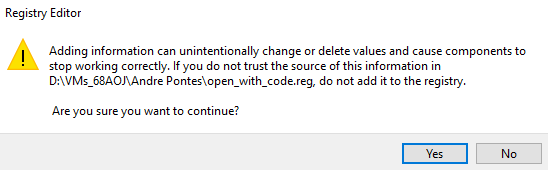 Registry Editor
Adding information can unintentionally change or delete values and cause components to
stop working correctly. If you do not trust the source of this information in
D:\VMs_68AOJ\Andre Pontes\open_with_code.reg, do not add it to the registry.
Are you sure you want to continue?
Yes
No